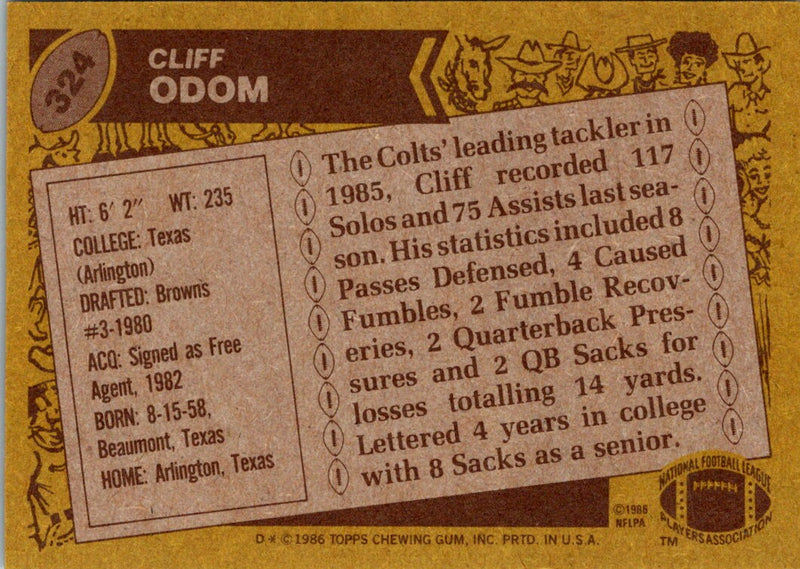 324
CLIFF
ODOM
HT: 6′ 2″ WT: 235
COLLEGE: Texas
(Arlington)
DRAFTED: Browns
#3-1980
ACQ: Signed as Free
Agent, 1982
BORN: 8-15-58,
Beaumont, Texas
HOME: Arlington, Texas
The Colts' leading tackler in
1985, Cliff recorded 117
Solos and 75 Assists last sea-
son. His statistics included 8
Passes Defensed, 4 Caused
Fumbles, 2 Fumble Recov-
eries, 2 Quarterback Pres-
sures and 2 QB Sacks for
losses totalling 14 yards.
Lettered 4 years in college
with 8 Sacks as a senior.
©1986
NFLPA
NATIONAL FOOTBALL LEAGUE
PLAYERS ASSOCIATION
TM
D* ©1986 TOPPS CHEWING GUM, INC. PRTD. IN U.S.A.